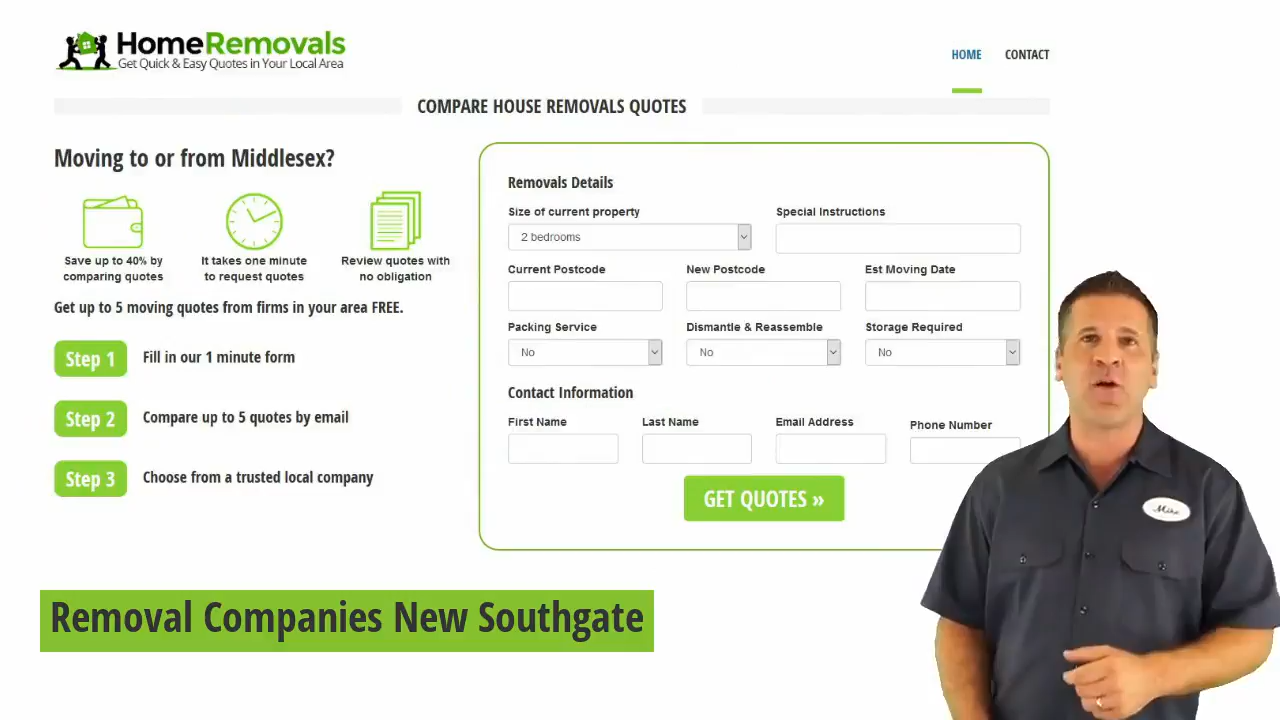 HomeRemovals
Get Quick & Easy Quotes in Your Local Area
HOME CONTACT
COMPARE HOUSE REMOVALS QUOTES
Moving to or from Middlesex?
Save up to 40% by
comparing quotes
It takes one minute
to request quotes
Review quotes with
no obligation
Get up to 5 moving quotes from firms in your area FREE.
Step 1 Fill in our 1 minute form
Step 2 Compare up to 5 quotes by email
Step 3 Choose from a trusted local company
Removals Details
Size of current property Special Instructions
2 bedrooms
Current Postcode New Postcode Est Moving Date
Packing Service Dismantle & Reassemble Storage Required
No No No
Contact Information
First Name Last Name Email Address Phone Number
GET QUOTES »
Mike
Removal Companies New Southgate